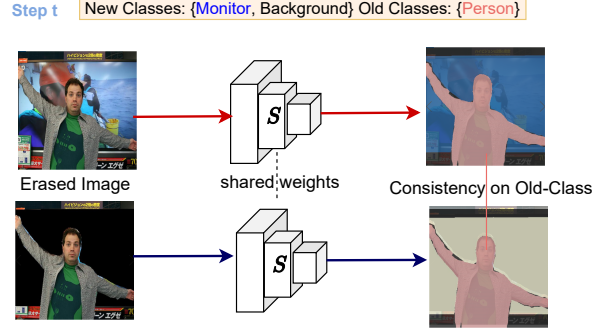 Step t
New Classes: {Monitor, Background} Old Classes: {Person}
S
Erased Image
shared weights
Consistency on Old-Class
S